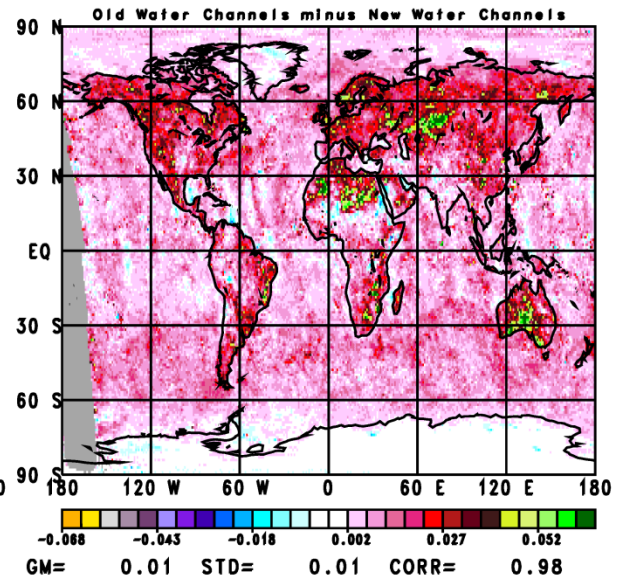 Old Water Channels minus New Water Channels
90 N
60 N
30 N
EQ
30 S
60 S
90 S
0 180 120 W 60 W 0 60 E 120 E 180
-0.068 -0.043 -0.018 0.002 0.027 0.052
GM= 0.01 STD= 0.01 CORR= 0.98